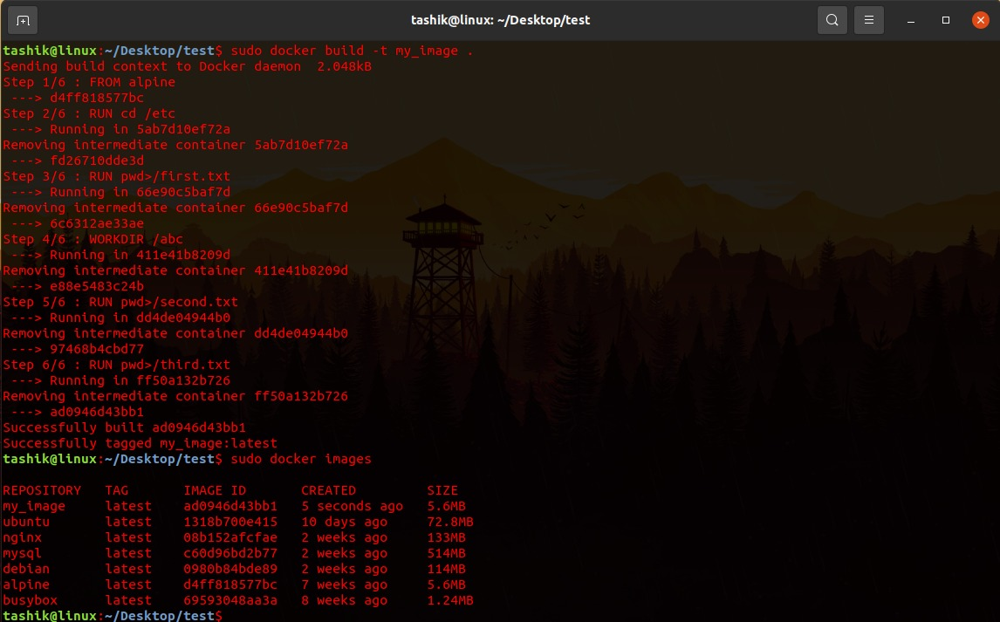 tashik@linux: ~/Desktop/test
tashik@linux:~/Desktop/test$ sudo docker build -t my_image .
Sending build context to Docker daemon  2.048kB
Step 1/6 : FROM alpine
 ---> d4ff818577bc
Step 2/6 : RUN cd /etc
 ---> Running in 5ab7d10ef72a
Removing intermediate container 5ab7d10ef72a
 ---> fd26710dde3d
Step 3/6 : RUN pwd>/first.txt
 ---> Running in 66e90c5baf7d
Removing intermediate container 66e90c5baf7d
 ---> 6c6312ae33ae
Step 4/6 : WORKDIR /abc
 ---> Running in 411e41b8209d
Removing intermediate container 411e41b8209d
 ---> e88e5483c24b
Step 5/6 : RUN pwd>/second.txt
 ---> Running in dd4de04944b0
Removing intermediate container dd4de04944b0
 ---> 97468b4cbd77
Step 6/6 : RUN pwd>/third.txt
 ---> Running in ff50a132b726
Removing intermediate container ff50a132b726
 ---> ad0946d43bb1
Successfully built ad0946d43bb1
Successfully tagged my_image:latest
tashik@linux:~/Desktop/test$ sudo docker images
REPOSITORY   TAG       IMAGE ID       CREATED         SIZE
my_image     latest    ad0946d43bb1   5 seconds ago   5.6MB
ubuntu       latest    1318b700e415   10 days ago     72.8MB
nginx        latest    08b152afcfae   2 weeks ago     133MB
mysql        latest    c60d96bd2b77   2 weeks ago     514MB
debian       latest    0980b84bde89   2 weeks ago     114MB
alpine       latest    d4ff818577bc   7 weeks ago     5.6MB
busybox      latest    69593048aa3a   8 weeks ago     1.24MB
tashik@linux:~/Desktop/test$